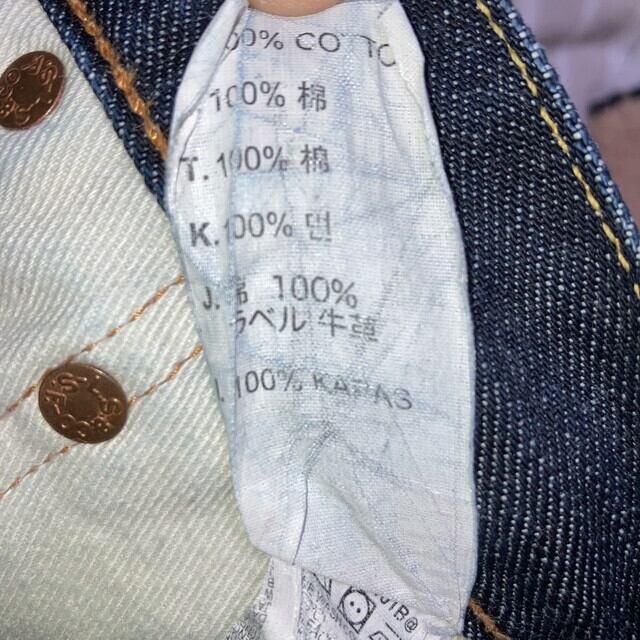 00% COTTO
100% 棉
T. 100% 棉
K. 100% 면
J. 綿 100%
ラベル 牛革
100% KAPAS